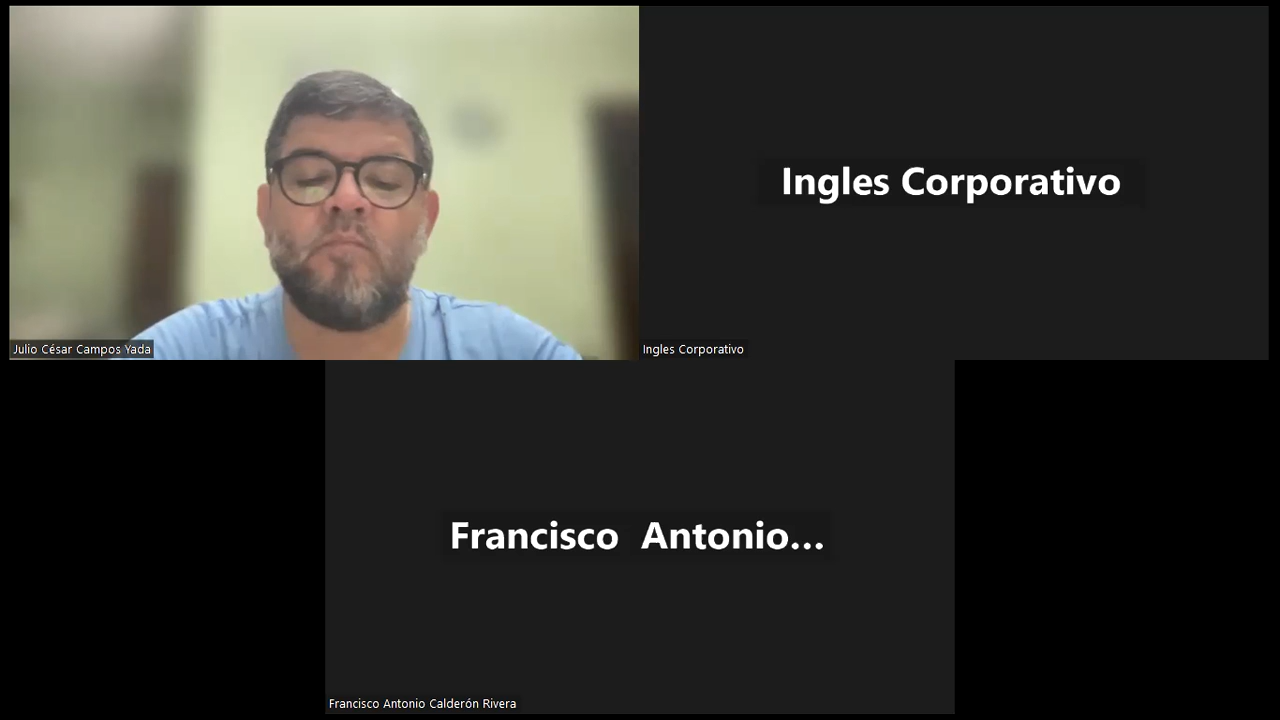 Julio César Campos Yada
Ingles Corporativo
Ingles Corporativo
Francisco Antonio...
Francisco Antonio Calderón Rivera